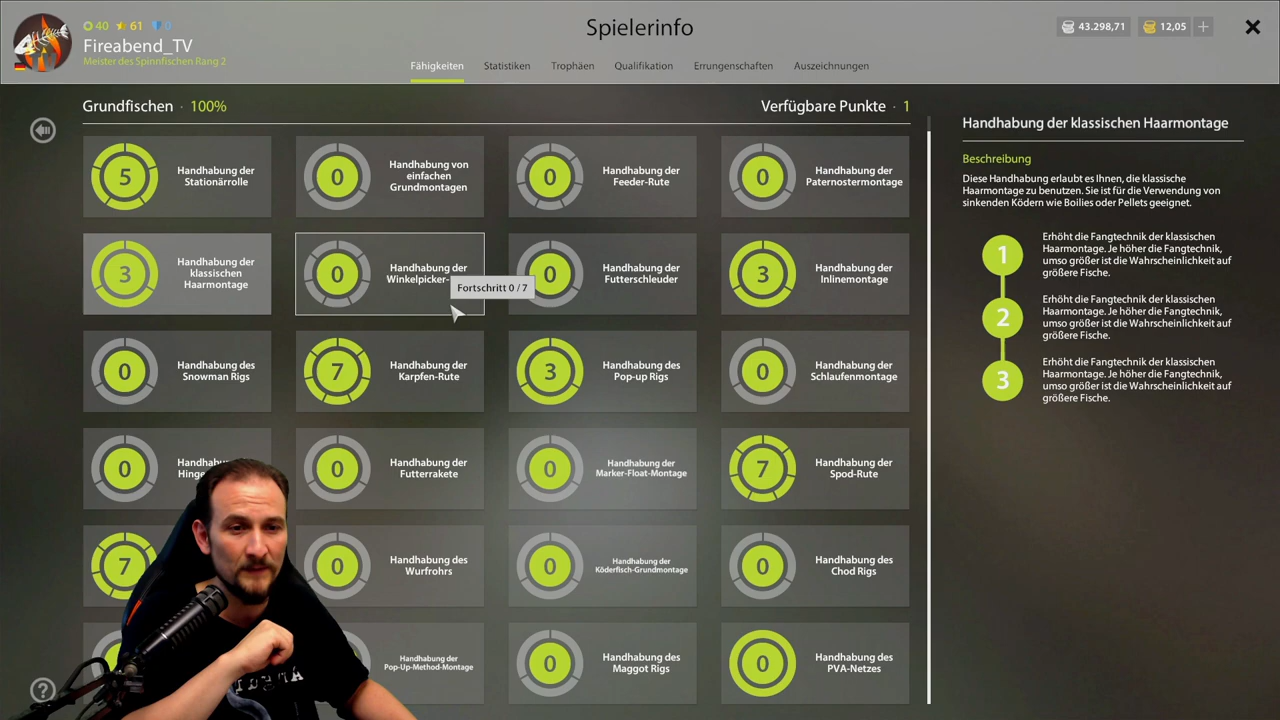 40 61 0
Fireabend_TV
Meister des Spinnfischen Rang 2
Spielerinfo
43.298,71
12,05
Fähigkeiten
Statistiken
Trophäen
Qualifikation
Errungenschaften
Auszeichnungen
Grundfischen · 100%
Verfügbare Punkte · 1
5
Handhabung der
Stationärrolle
0
Handhabung von
einfachen
Grundmontagen
0
Handhabung der
Feeder-Rute
0
Handhabung der
Paternostermontage
3
Handhabung der
klassischen
Haarmontage
0
Handhabung der
Winkelpicker-
Fortschritt 0 / 7
0
Handhabung der
Futterschleuder
3
Handhabung der
Inlinemontage
0
Handhabung des
Snowman Rigs
7
Handhabung der
Karpfen-Rute
3
Handhabung des
Pop-up Rigs
0
Handhabung der
Schlaufenmontage
0
0
Handhabung der
Futterrakete
0
Handhabung der
Marker-Float-Montage
7
Handhabung der
Spod-Rute
7
0
Handhabung des
Wurfrohrs
0
Handhabung der
Köderfisch-Grundmontage
0
Handhabung des
Chod Rigs
Handhabung der
Pop-Up-Method-Montage
0
Handhabung des
Maggot Rigs
0
Handhabung des
PVA-Netzes
?
Handhabung der klassischen Haarmontage
Beschreibung
Diese Handhabung erlaubt es Ihnen, die klassische
Haarmontage zu benutzen. Sie ist für die Verwendung von
sinkenden Ködern wie Boilies oder Pellets geeignet.
1
Erhöht die Fangtechnik der klassischen
Haarmontage. Je höher die Fangtechnik,
umso größer ist die Wahrscheinlichkeit auf
größere Fische.
2
Erhöht die Fangtechnik der klassischen
Haarmontage. Je höher die Fangtechnik,
umso größer ist die Wahrscheinlichkeit auf
größere Fische.
3
Erhöht die Fangtechnik der klassischen
Haarmontage. Je höher die Fangtechnik,
umso größer ist die Wahrscheinlichkeit auf
größere Fische.